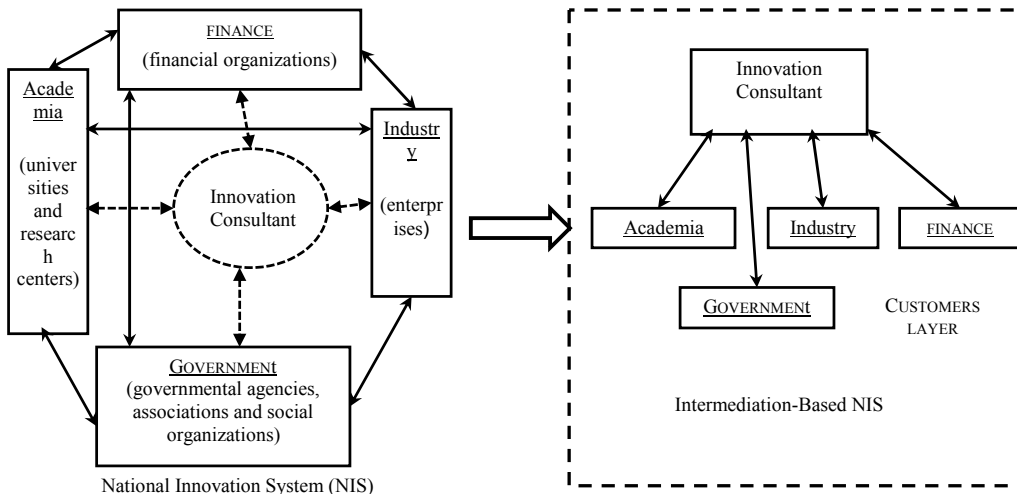 FINANCE
(financial organizations)
Acade
mia
(univer
sities and
researc
h
centers)
Industr
y
(enterpr
ises)
Innovation
Consultant
GOVERNMENt
(governmental agencies,
associations and social
organizations)
National Innovation System (NIS)
Innovation
Consultant
Academia
Industry
FINANCE
GOVERNMENt
CUSTOMERS
LAYER
Intermediation-Based NIS